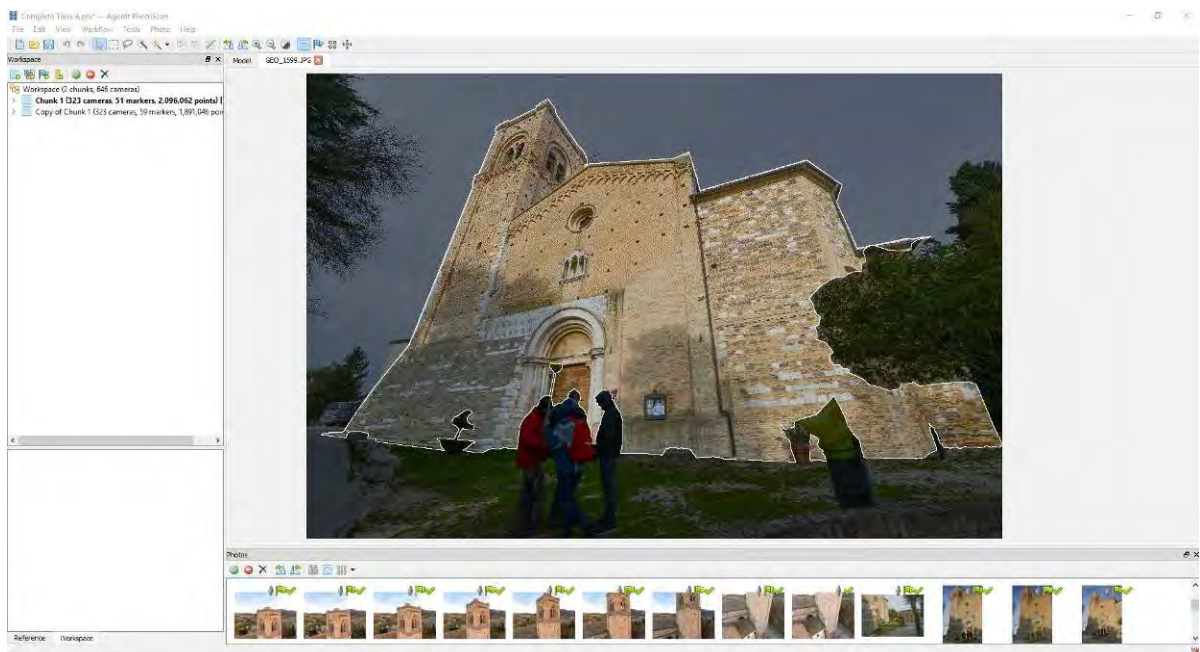 Complete Tana A.psx* — Agisoft PhotoScan
File Edit View Workflow Tools Photo Help
Workspace
Model GEO_1599.JPG
Workspace (2 chunks, 646 cameras)
Chunk 1 (323 cameras, 51 markers, 2,096,062 points) [
Copy of Chunk 1 (323 cameras, 59 markers, 1,891,046 poin
Photos
Reference Workspace